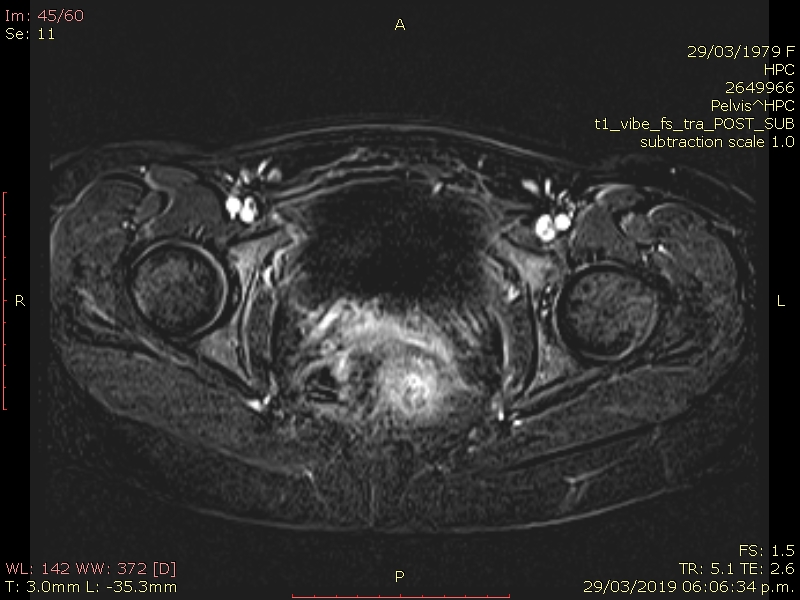 Im: 45/60
Se: 11
A
29/03/1979 F
HPC
2649966
Pelvis^HPC
t1_vibe_fs_tra_POST_SUB
subtraction scale 1.0
R
L
WL: 142 WW: 372 [D]
T: 3.0mm L: -35.3mm
P
FS: 1.5
TR: 5.1 TE: 2.6
29/03/2019 06:06:34 p.m.